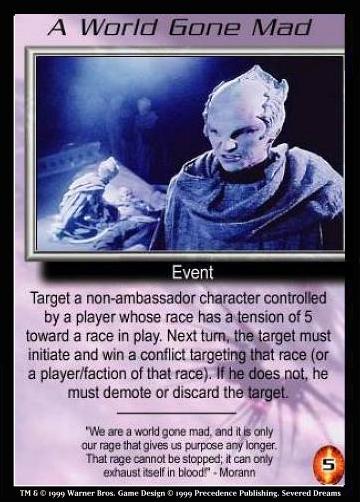 A World Gone Mad
Event
Target a non-ambassador character controlled
by a player whose race has a tension of 5
toward a race in play. Next turn, the target must
initiate and win a conflict targeting that race (or
a player/faction of that race). If he does not, he
must demote or discard the target.
"We are a world gone mad, and it is only
our rage that gives us purpose any longer.
That rage cannot be stopped; it can only
exhaust itself in blood!" - Morann
5
TM & © 1999 Warner Bros. Game Design © 1999 Precedence Publishing. Severed Dreams